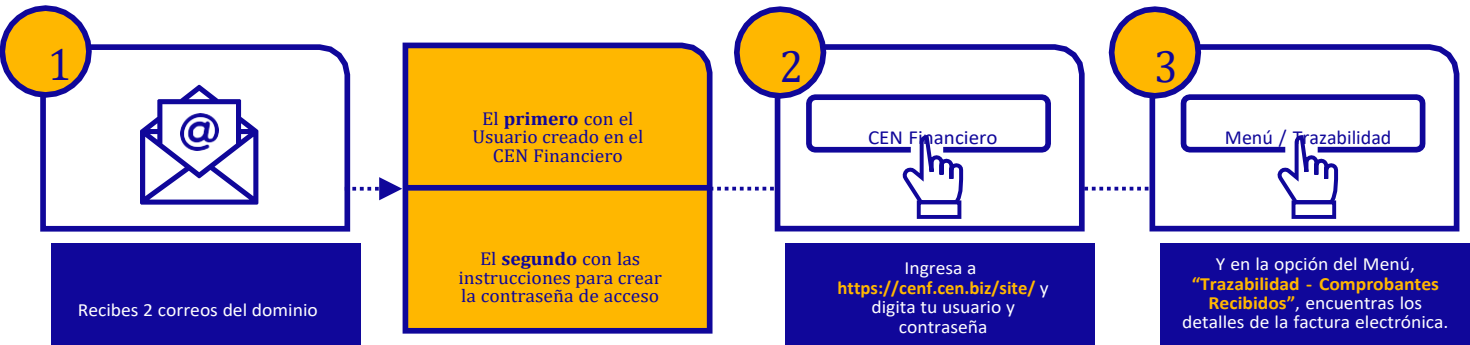 1
@
Recibes 2 correos del dominio
El primero con el
Usuario creado en el
CEN Financiero
El segundo con las
instrucciones para crear
la contraseña de acceso
2
CEN Financiero
Ingresa a
https://cenf.cen.biz/site/ y
digita tu usuario y
contraseña
3
Menú / Trazabilidad
Y en la opción del Menú,
“Trazabilidad - Comprobantes
Recibidos”, encuentras los
detalles de la factura electrónica.